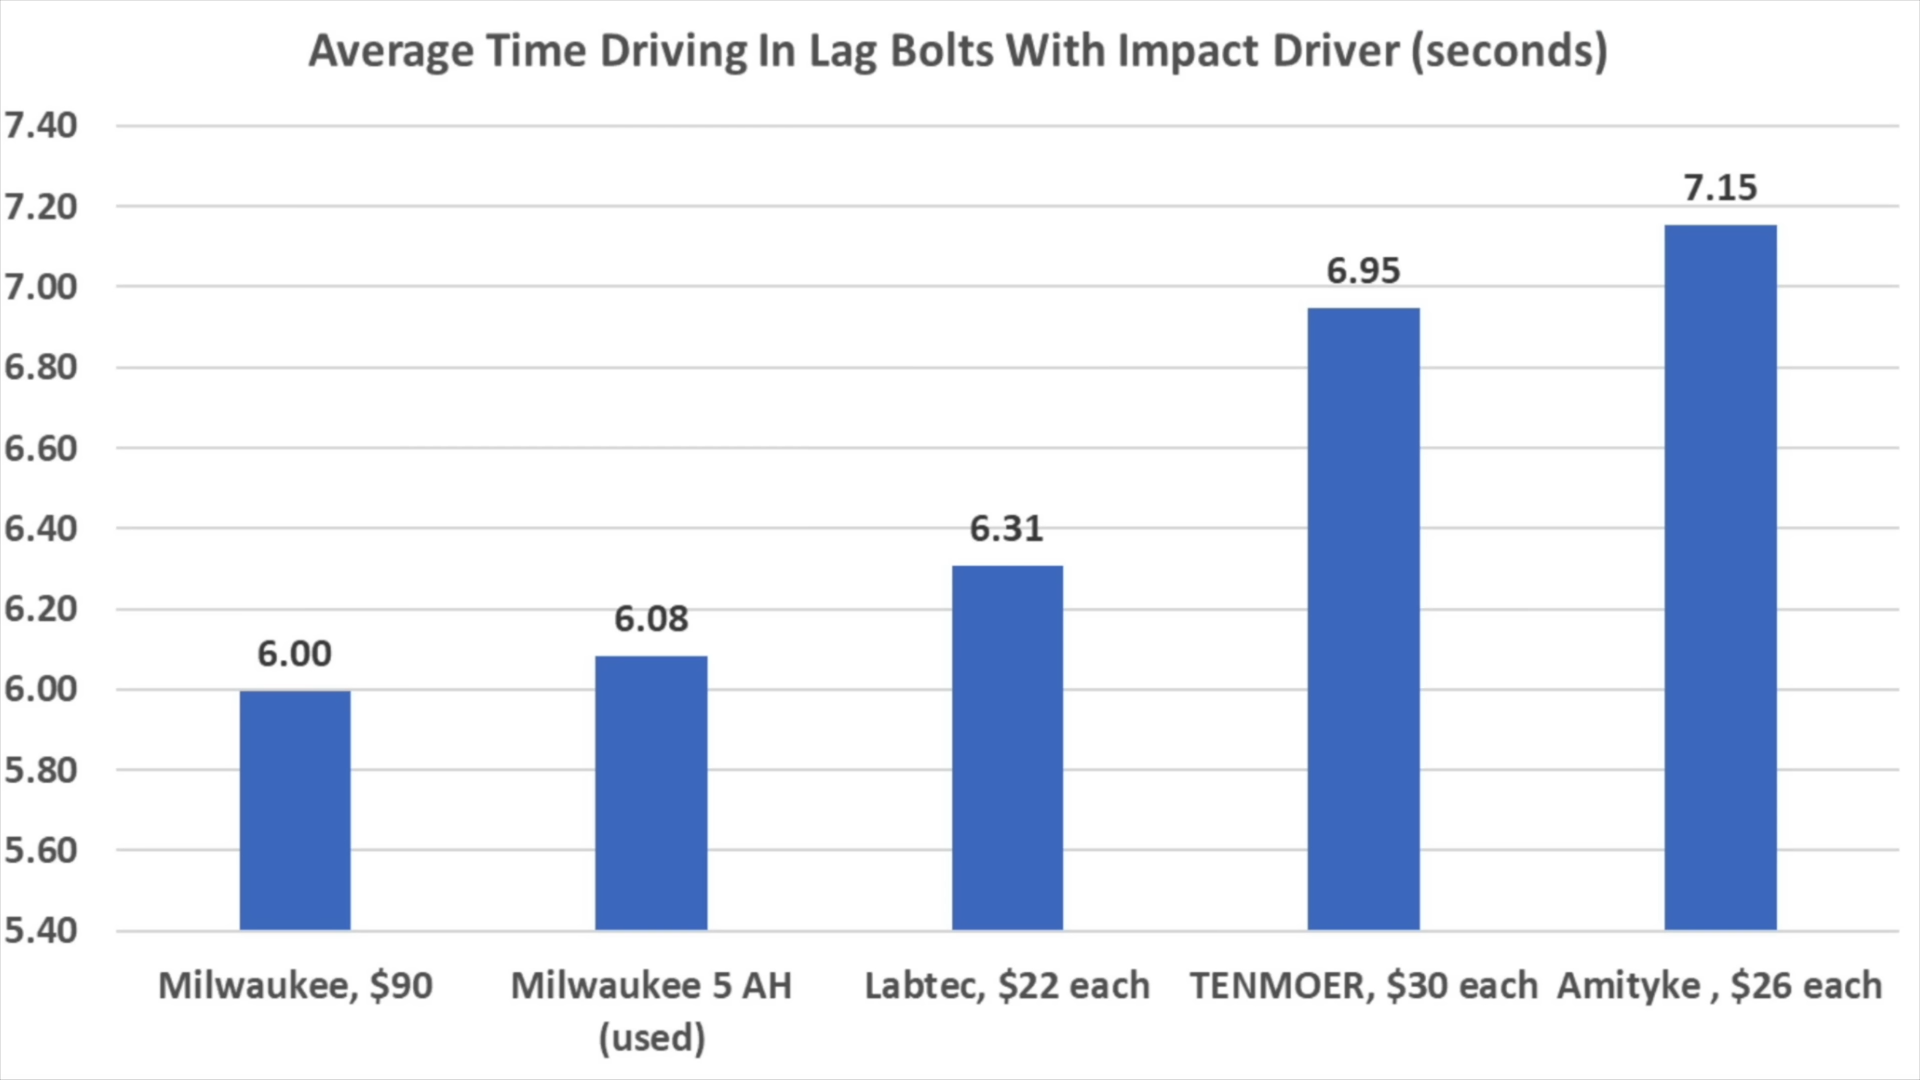 Average Time Driving In Lag Bolts With Impact Driver (seconds)
7.40
7.20
7.00
6.80
6.60
6.40
6.20
6.00
5.80
5.60
5.40
6.00
6.08
6.31
6.95
7.15
Milwaukee, $90
Milwaukee 5 AH
(used)
Labtec, $22 each
TENMOER, $30 each
Amityke , $26 each